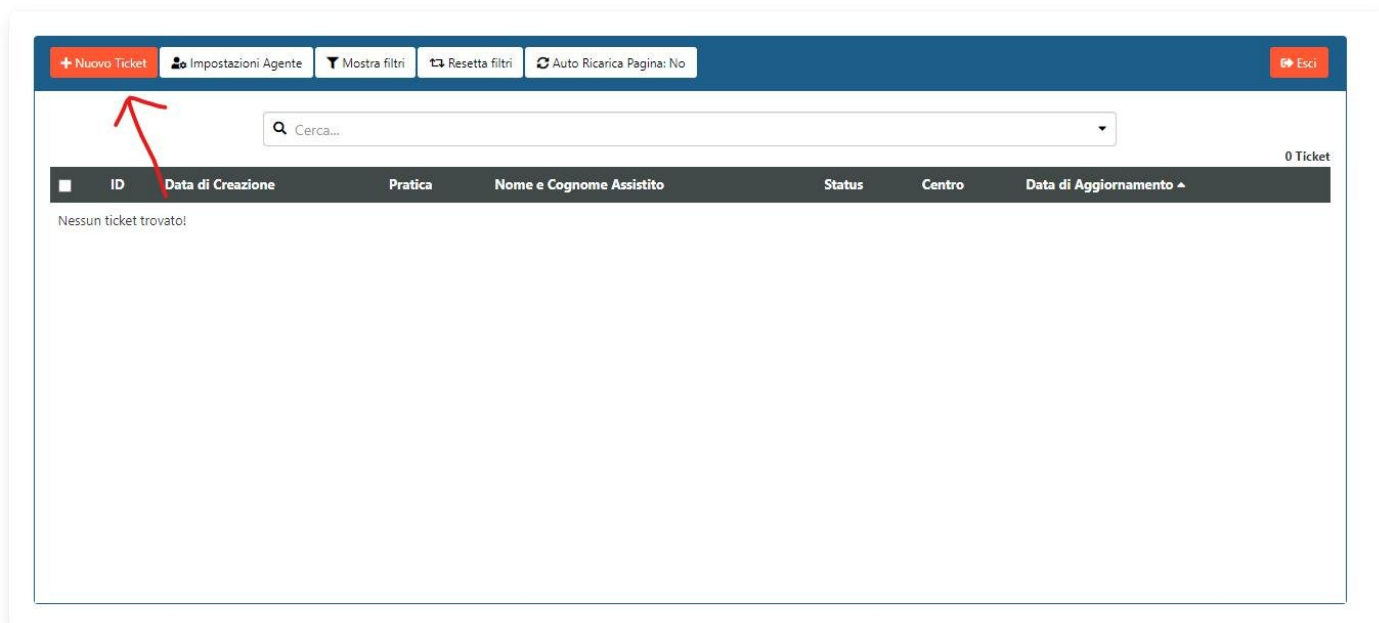 Nuovo Ticket Impostazioni Agente Mostra filtri Resetta filtri Auto Ricarica Pagina: No Esci
Cerca...
0 Ticket
ID Data di Creazione Pratica Nome e Cognome Assistito Status Centro Data di Aggiornamento
Nessun ticket trovato!